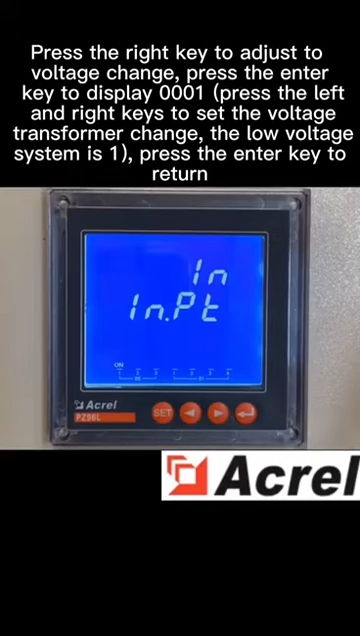 Press the right key to adjust to
voltage change, press the enter
key to display 0001 (press the left
and right keys to set the voltage
transformer change, the low voltage
system is 1), press the enter key to
return
In
In.Pt
ON
Acrel
PZ96L
SET
Acrel